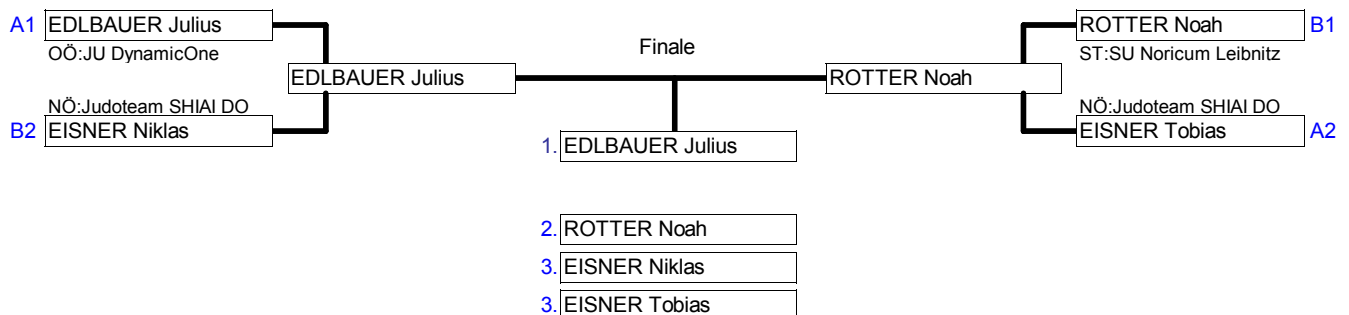 A1 EDLBAUER Julius
OÖ:JU DynamicOne
NÖ:Judoteam SHIAI DO
B2 EISNER Niklas
EDLBAUER Julius
Finale
ROTTER Noah
ROTTER Noah B1
ST:SU Noricum Leibnitz
NÖ:Judoteam SHIAI DO
EISNER Tobias A2
1. EDLBAUER Julius
2. ROTTER Noah
3. EISNER Niklas
3. EISNER Tobias